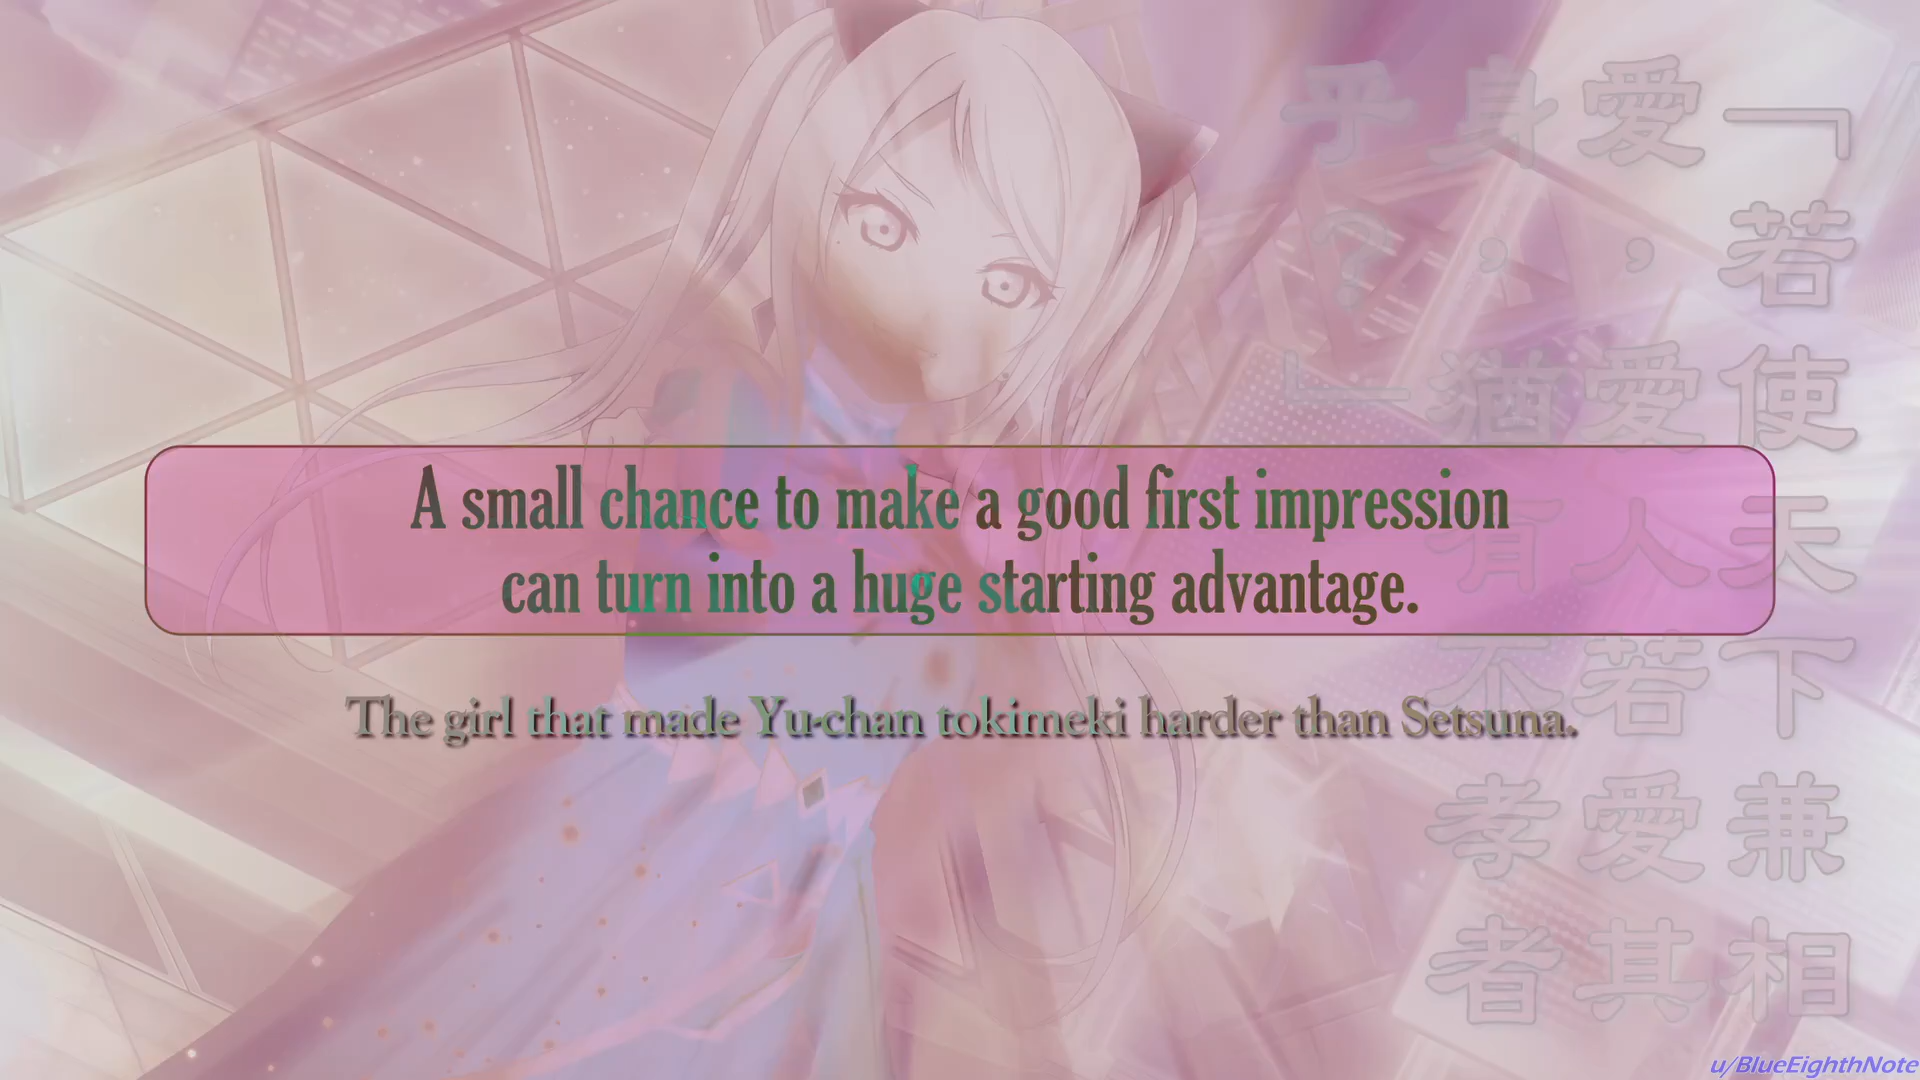 A small chance to make a good first impression
can turn into a huge starting advantage.
The girl that made Yu-chan tokimeki harder than Setsuna.
「若使天下兼相
愛，愛人若愛其
身，猶有不孝者
乎？」
u/BlueEighthNote